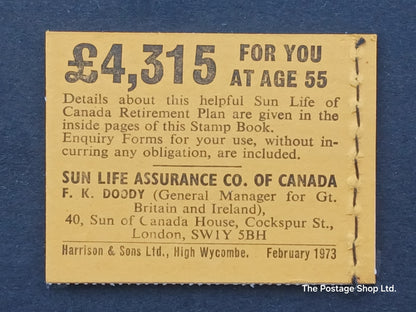 £4,315 FOR YOU
AT AGE 55
Details about this helpful Sun Life of
Canada Retirement Plan are given in the
inside pages of this Stamp Book.
Enquiry Forms for your use, without in-
curring any obligation, are included.
SUN LIFE ASSURANCE CO. OF CANADA
F. K. DOODY (General Manager for Gt.
Britain and Ireland),
40, Sun of Canada House, Cockspur St.,
London, SW1Y 5BH
Harrison & Sons Ltd., High Wycombe. February 1973
The Postage Shop Ltd.